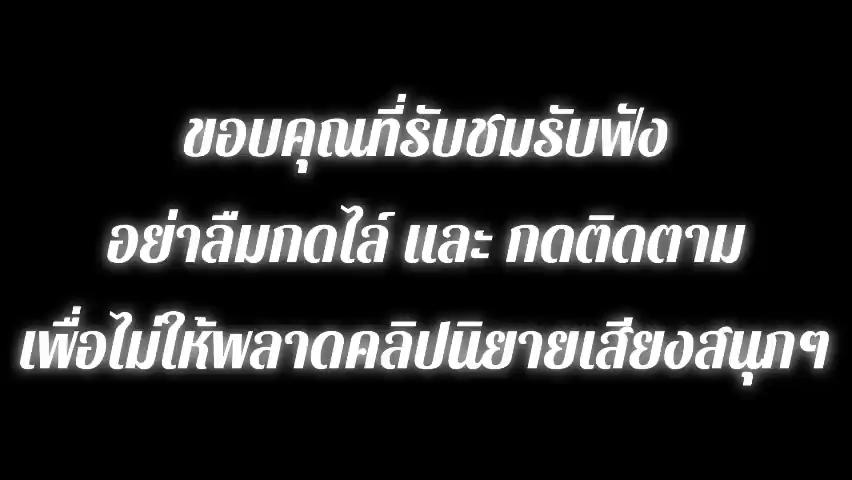 ขอบคุณที่รับชมรับฟัง
อย่าลืมกดไล์ และ กดติดตาม
เพื่อไม่ให้พลาดคลิปนิยายเสียงสนุกๆ